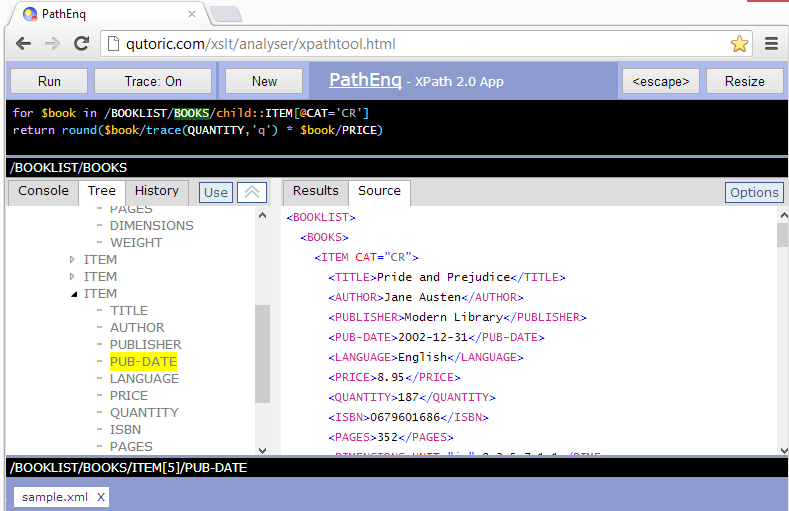 PathEnq
qutoric.com/xslt/analyser/xpathtool.html
Run Trace: On New PathEnq - XPath 2.0 App <escape> Resize
for $book in /BOOKLIST/BOOKS/child::ITEM[@CAT='CR']
return round($book/trace(QUANTITY,'q') * $book/PRICE)
/BOOKLIST/BOOKS
Console Tree History Use
PAGES
DIMENSIONS
WEIGHT
ITEM
ITEM
ITEM
TITLE
AUTHOR
PUBLISHER
PUB-DATE
LANGUAGE
PRICE
QUANTITY
ISBN
PAGES
Results Source Options
<BOOKLIST>
<BOOKS>
<ITEM CAT="CR">
<TITLE>Pride and Prejudice</TITLE>
<AUTHOR>Jane Austen</AUTHOR>
<PUBLISHER>Modern Library</PUBLISHER>
<PUB-DATE>2002-12-31</PUB-DATE>
<LANGUAGE>English</LANGUAGE>
<PRICE>8.95</PRICE>
<QUANTITY>187</QUANTITY>
<ISBN>0679601686</ISBN>
<PAGES>352</PAGES>
/BOOKLIST/BOOKS/ITEM[5]/PUB-DATE
sample.xml X